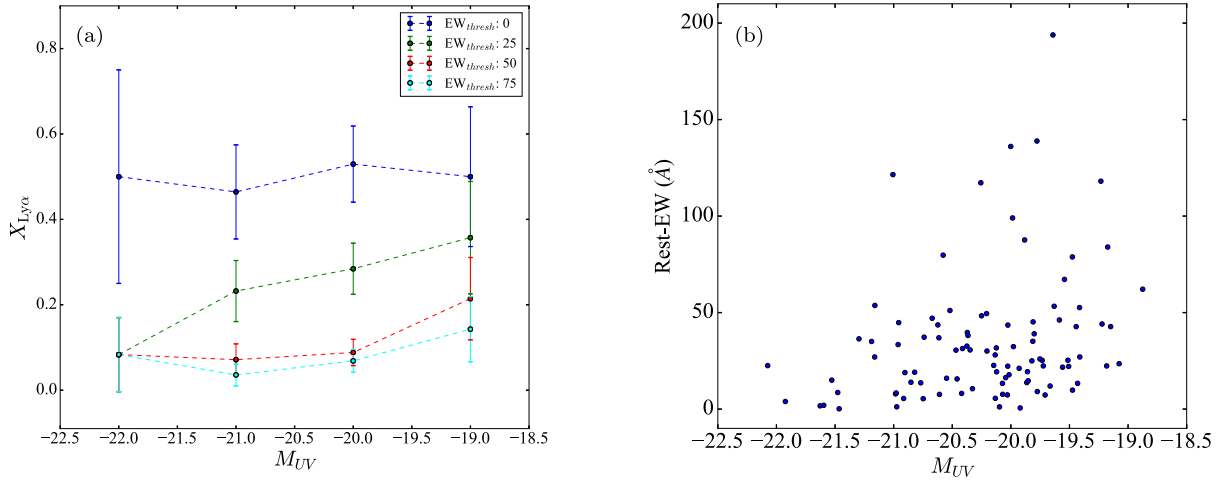 (a)
EW_thresh: 0
EW_thresh: 25
EW_thresh: 50
EW_thresh: 75
0.8
0.6
0.4
0.2
0.0
X_Lyα
−22.5 −22.0 −21.5 −21.0 −20.5 −20.0 −19.5 −19.0 −18.5
M_UV
(b)
200
150
100
50
0
Rest-EW (Å)
−22.5 −22.0 −21.5 −21.0 −20.5 −20.0 −19.5 −19.0 −18.5
M_UV